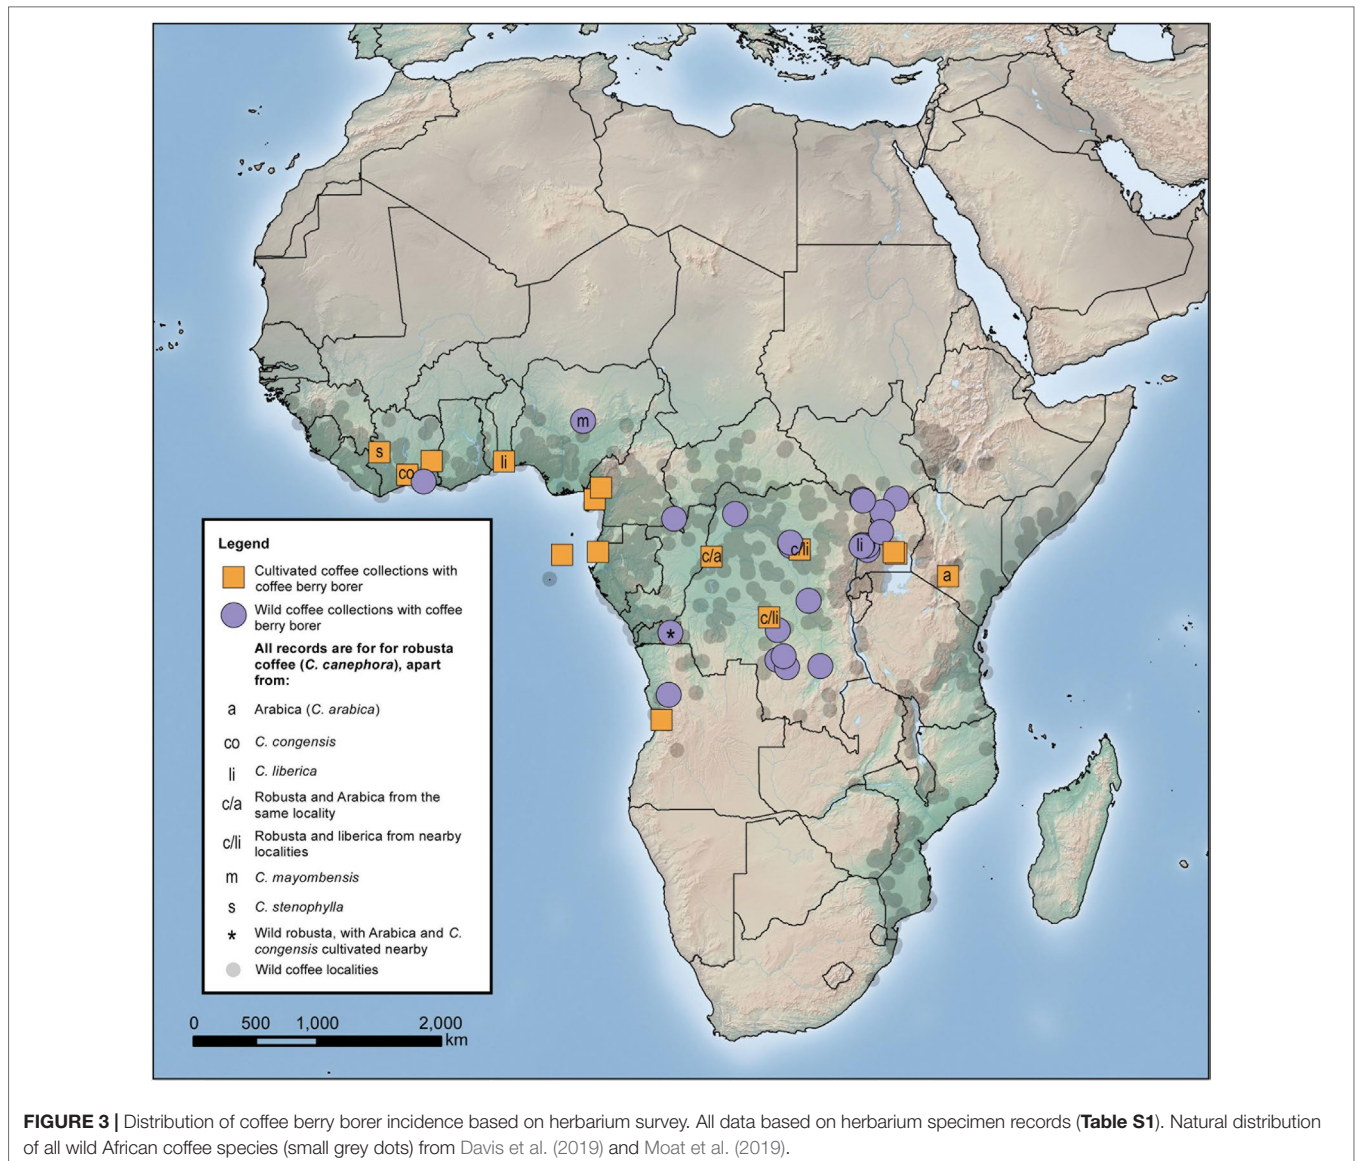 m
s
co
li
li
c/a
c/li
a
c/li
*
Legend
Cultivated coffee collections with
coffee berry borer
Wild coffee collections with coffee
berry borer
All records are for for robusta
coffee (C. canephora), apart
from:
a Arabica (C. arabica)
co C. congensis
li C. liberica
c/a Robusta and Arabica from the
same locality
c/li Robusta and liberica from nearby
localities
m C. mayombensis
s C. stenophylla
* Wild robusta, with Arabica and C.
congensis cultivated nearby
Wild coffee localities
0 500 1,000 2,000
km
FIGURE 3 | Distribution of coffee berry borer incidence based on herbarium survey. All data based on herbarium specimen records (Table S1). Natural distribution
of all wild African coffee species (small grey dots) from Davis et al. (2019) and Moat et al. (2019).